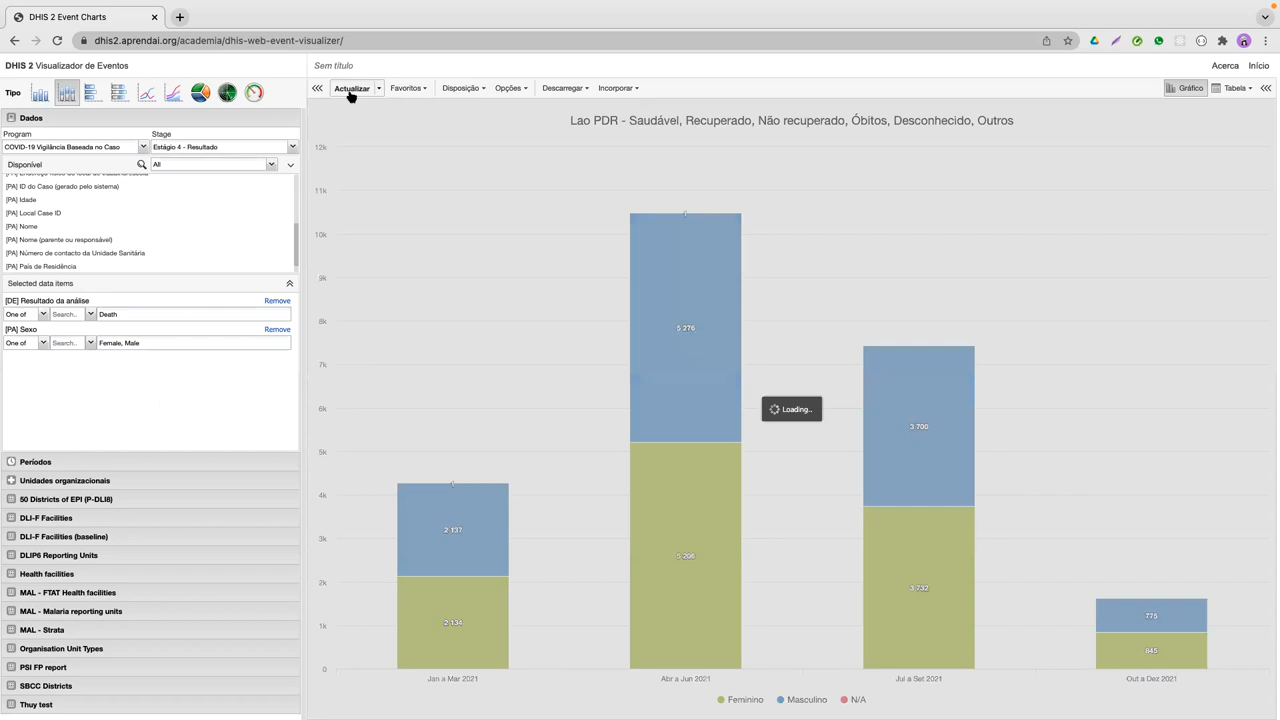 DHIS 2 Event Charts
dhis2.aprendai.org/academia/dhis-web-event-visualizer/
DHIS 2 Visualizador de Eventos
Sem título
Acerca
Início
Tipo
Actualizar
Favoritos
Disposição
Opções
Descarregar
Incorporar
Gráfico
Tabela
Dados
Program
Stage
COVID-19 Vigilância Baseada no Caso
Estágio 4 - Resultado
Disponível
All
[PA] ID do Caso (gerado pelo sistema)
[PA] Idade
[PA] Local Case ID
[PA] Nome
[PA] Nome (parente ou responsável)
[PA] Número de contacto da Unidade Sanitária
[PA] País de Residência
Selected data items
[DE] Resultado da análise
Remove
One of
Search..
Death
[PA] Sexo
Remove
One of
Search..
Female, Male
Períodos
Unidades organizacionais
50 Districts of EPI (P-DLI8)
DLI-F Facilities
DLI-F Facilities (baseline)
DLIP6 Reporting Units
Health facilities
MAL - FTAT Health facilities
MAL - Malaria reporting units
MAL - Strata
Organisation Unit Types
PSI FP report
SBCC Districts
Thuy test
Lao PDR - Saudável, Recuperado, Não recuperado, Óbitos, Desconhecido, Outros
12k
11k
10k
9k
8k
7k
6k
5k
4k
3k
2k
1k
0
2 137
2 134
5 276
5 206
3 700
3 732
775
845
Loading..
Jan a Mar 2021
Abr a Jun 2021
Jul a Set 2021
Out a Dez 2021
Feminino
Masculino
N/A